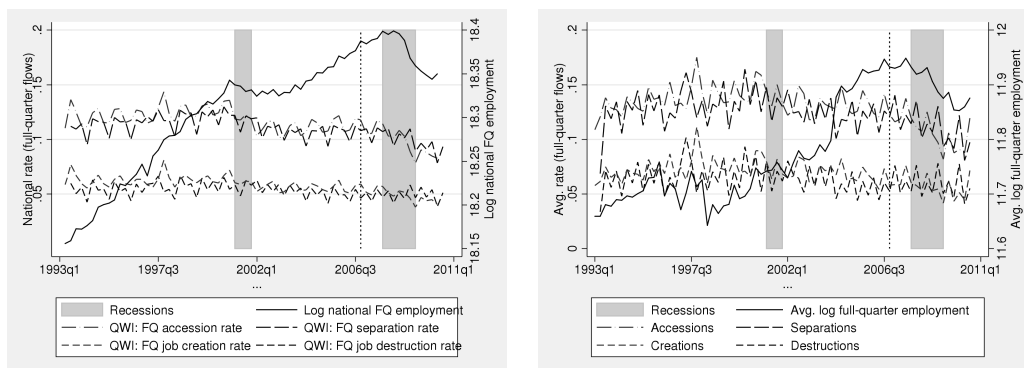 National rate (full-quarter flows)
.2
.15
.1
.05
18.4
18.35
18.3
18.25
18.2
18.15
Log national FQ employment
1993q1 1997q3 2002q1 2006q3 2011q1
...
Recessions Log national FQ employment
QWI: FQ accession rate QWI: FQ separation rate
QWI: FQ job creation rate QWI: FQ job destruction rate
Avg. rate (full-quarter flows)
.2
.15
.1
.05
0
12
11.9
11.8
11.7
11.6
Avg. log full-quarter employment
1993q1 1997q3 2002q1 2006q3 2011q1
...
Recessions Avg. log full-quarter employment
Accessions Separations
Creations Destructions